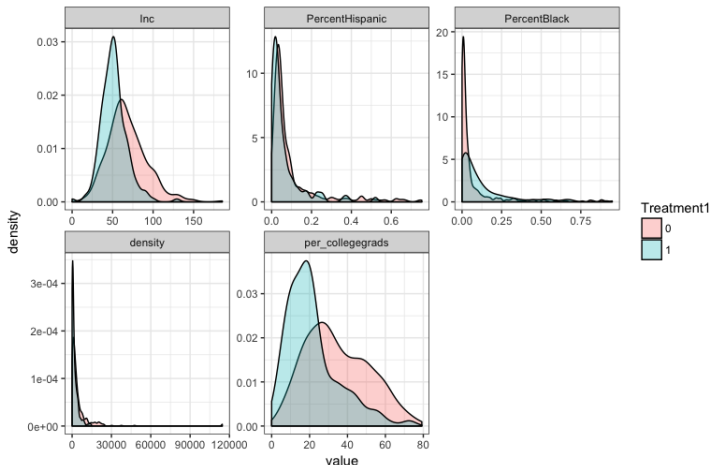 Inc
PercentHispanic
PercentBlack
0.03
0.02
0.01
0.00
10
5
0
20
15
10
5
0
0 50 100 150
0.0 0.2 0.4 0.6
0.00 0.25 0.50 0.75
density
density
per_collegegrads
3e-04
2e-04
1e-04
0e+00
0.03
0.02
0.01
0.00
0 30000 60000 90000 120000
0 20 40 60 80
value
Treatment1
0
1